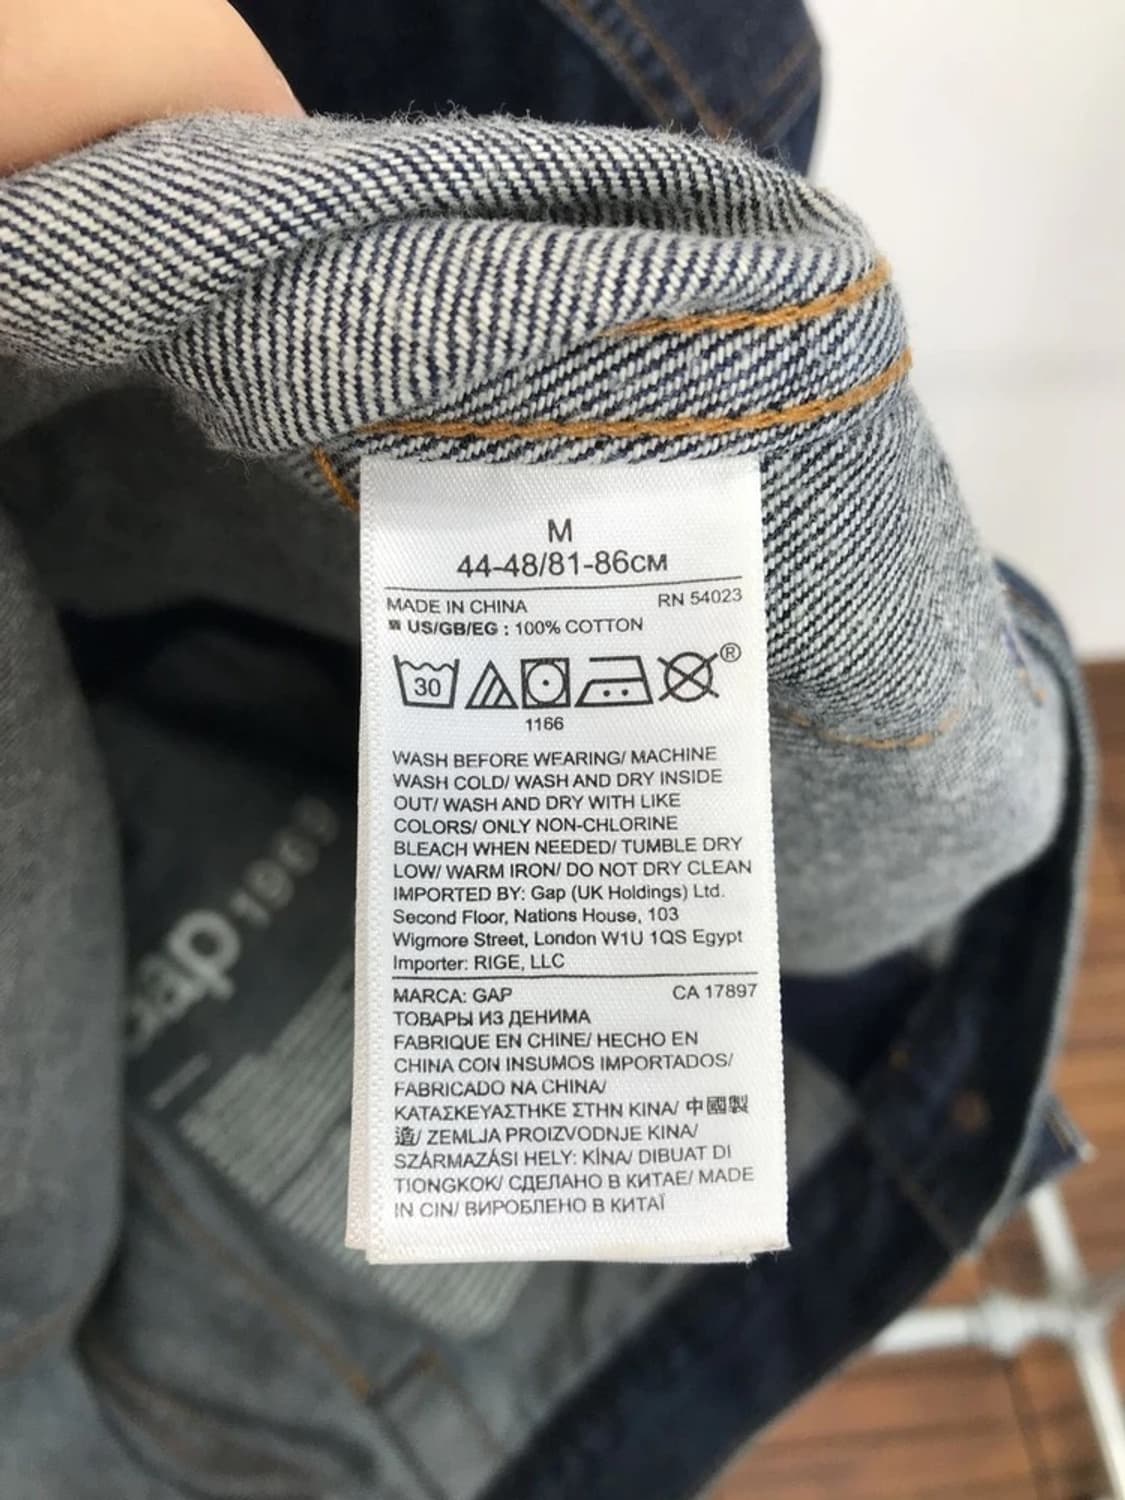 M
44-48/81-86см
MADE IN CHINA RN 54023
US/GB/EG : 100% COTTON
30 ®
1166
WASH BEFORE WEARING/ MACHINE
WASH COLD/ WASH AND DRY INSIDE
OUT/ WASH AND DRY WITH LIKE
COLORS/ ONLY NON-CHLORINE
BLEACH WHEN NEEDED/ TUMBLE DRY
LOW/ WARM IRON/ DO NOT DRY CLEAN
IMPORTED BY: Gap (UK Holdings) Ltd.
Second Floor, Nations House, 103
Wigmore Street, London W1U 1QS Egypt
Importer: RIGE, LLC
MARCA: GAP CA 17897
ТОВАРЫ ИЗ ДЕНИМА
FABRIQUE EN CHINE/ HECHO EN
CHINA CON INSUMOS IMPORTADOS/
FABRICADO NA CHINA/
ΚΑΤΑΣΚΕΥΑΣΤΗΚΕ ΣΤΗΝ ΚΙΝΑ/ 中國製
造/ ZEMLJA PROIZVODNJE KINA/
SZÁRMAZÁSI HELY: KÍNA/ DIBUAT DI
TIONGKOK/ СДЕЛАНО В КИТАЕ/ MADE
IN CIN/ ВИРОБЛЕНО В КИТАЇ
Gap 1969